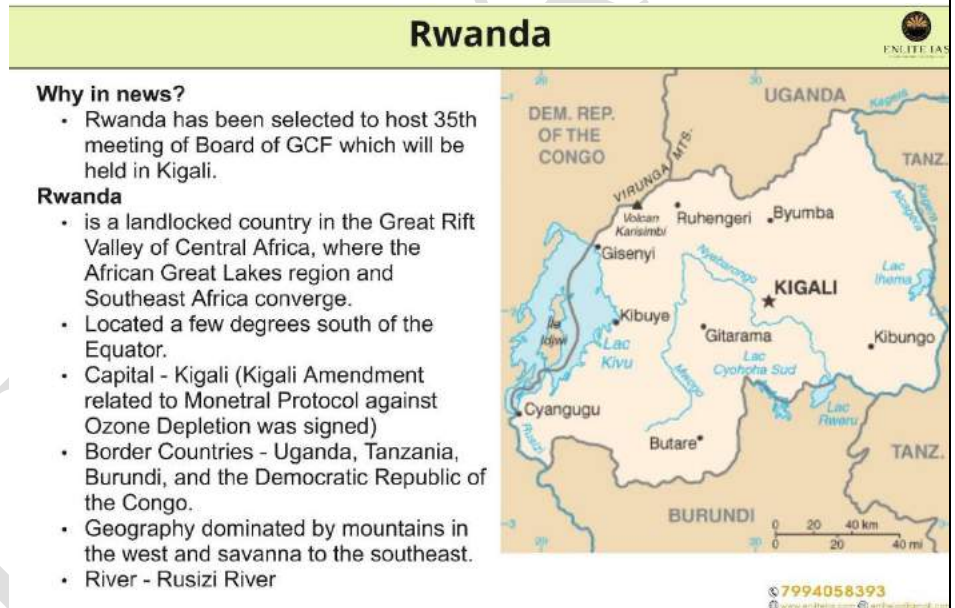 Rwanda
ENLITE IAS
Why in news?
• Rwanda has been selected to host 35th
meeting of Board of GCF which will be
held in Kigali.
Rwanda
• is a landlocked country in the Great Rift
Valley of Central Africa, where the
African Great Lakes region and
Southeast Africa converge.
• Located a few degrees south of the
Equator.
• Capital - Kigali (Kigali Amendment
related to Monetral Protocol against
Ozone Depletion was signed)
• Border Countries - Uganda, Tanzania,
Burundi, and the Democratic Republic of
the Congo.
• Geography dominated by mountains in
the west and savanna to the southeast.
• River - Rusizi River
30
UGANDA
Kagera
DEM. REP.
OF THE
CONGO
TANZ.
VIRUNGA MTS.
Volcan
Karisimbi
Ruhengeri
Byumba
Kagera
Gisenyi
Nyabarongo
Lac
Ihema
KIGALI
Kibuye
Île
Idjwi
Gitarama
Kibungo
Lac
Kivu
Lac
Cyohoha Sud
Lac
Rweru
Cyangugu
Rusizi
Butare
TANZ.
BURUNDI
0 20 40 km
0 20 40 mi
-3
7994058393